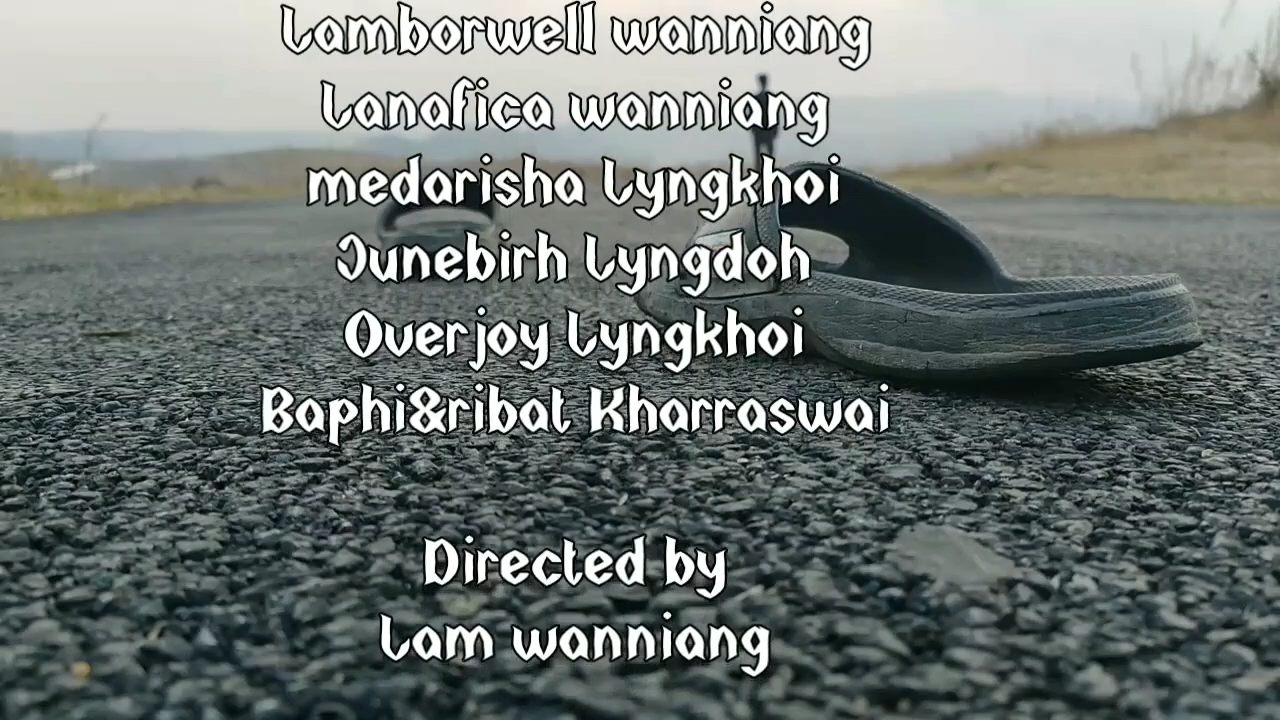 Lamborwell wanniang
Lanafica wanniang
medarisha Lyngkhoi
Junebirh Lyngdoh
Overjoy Lyngkhoi
Baphi&ribat Kharraswai
Directed by
Lam wanniang